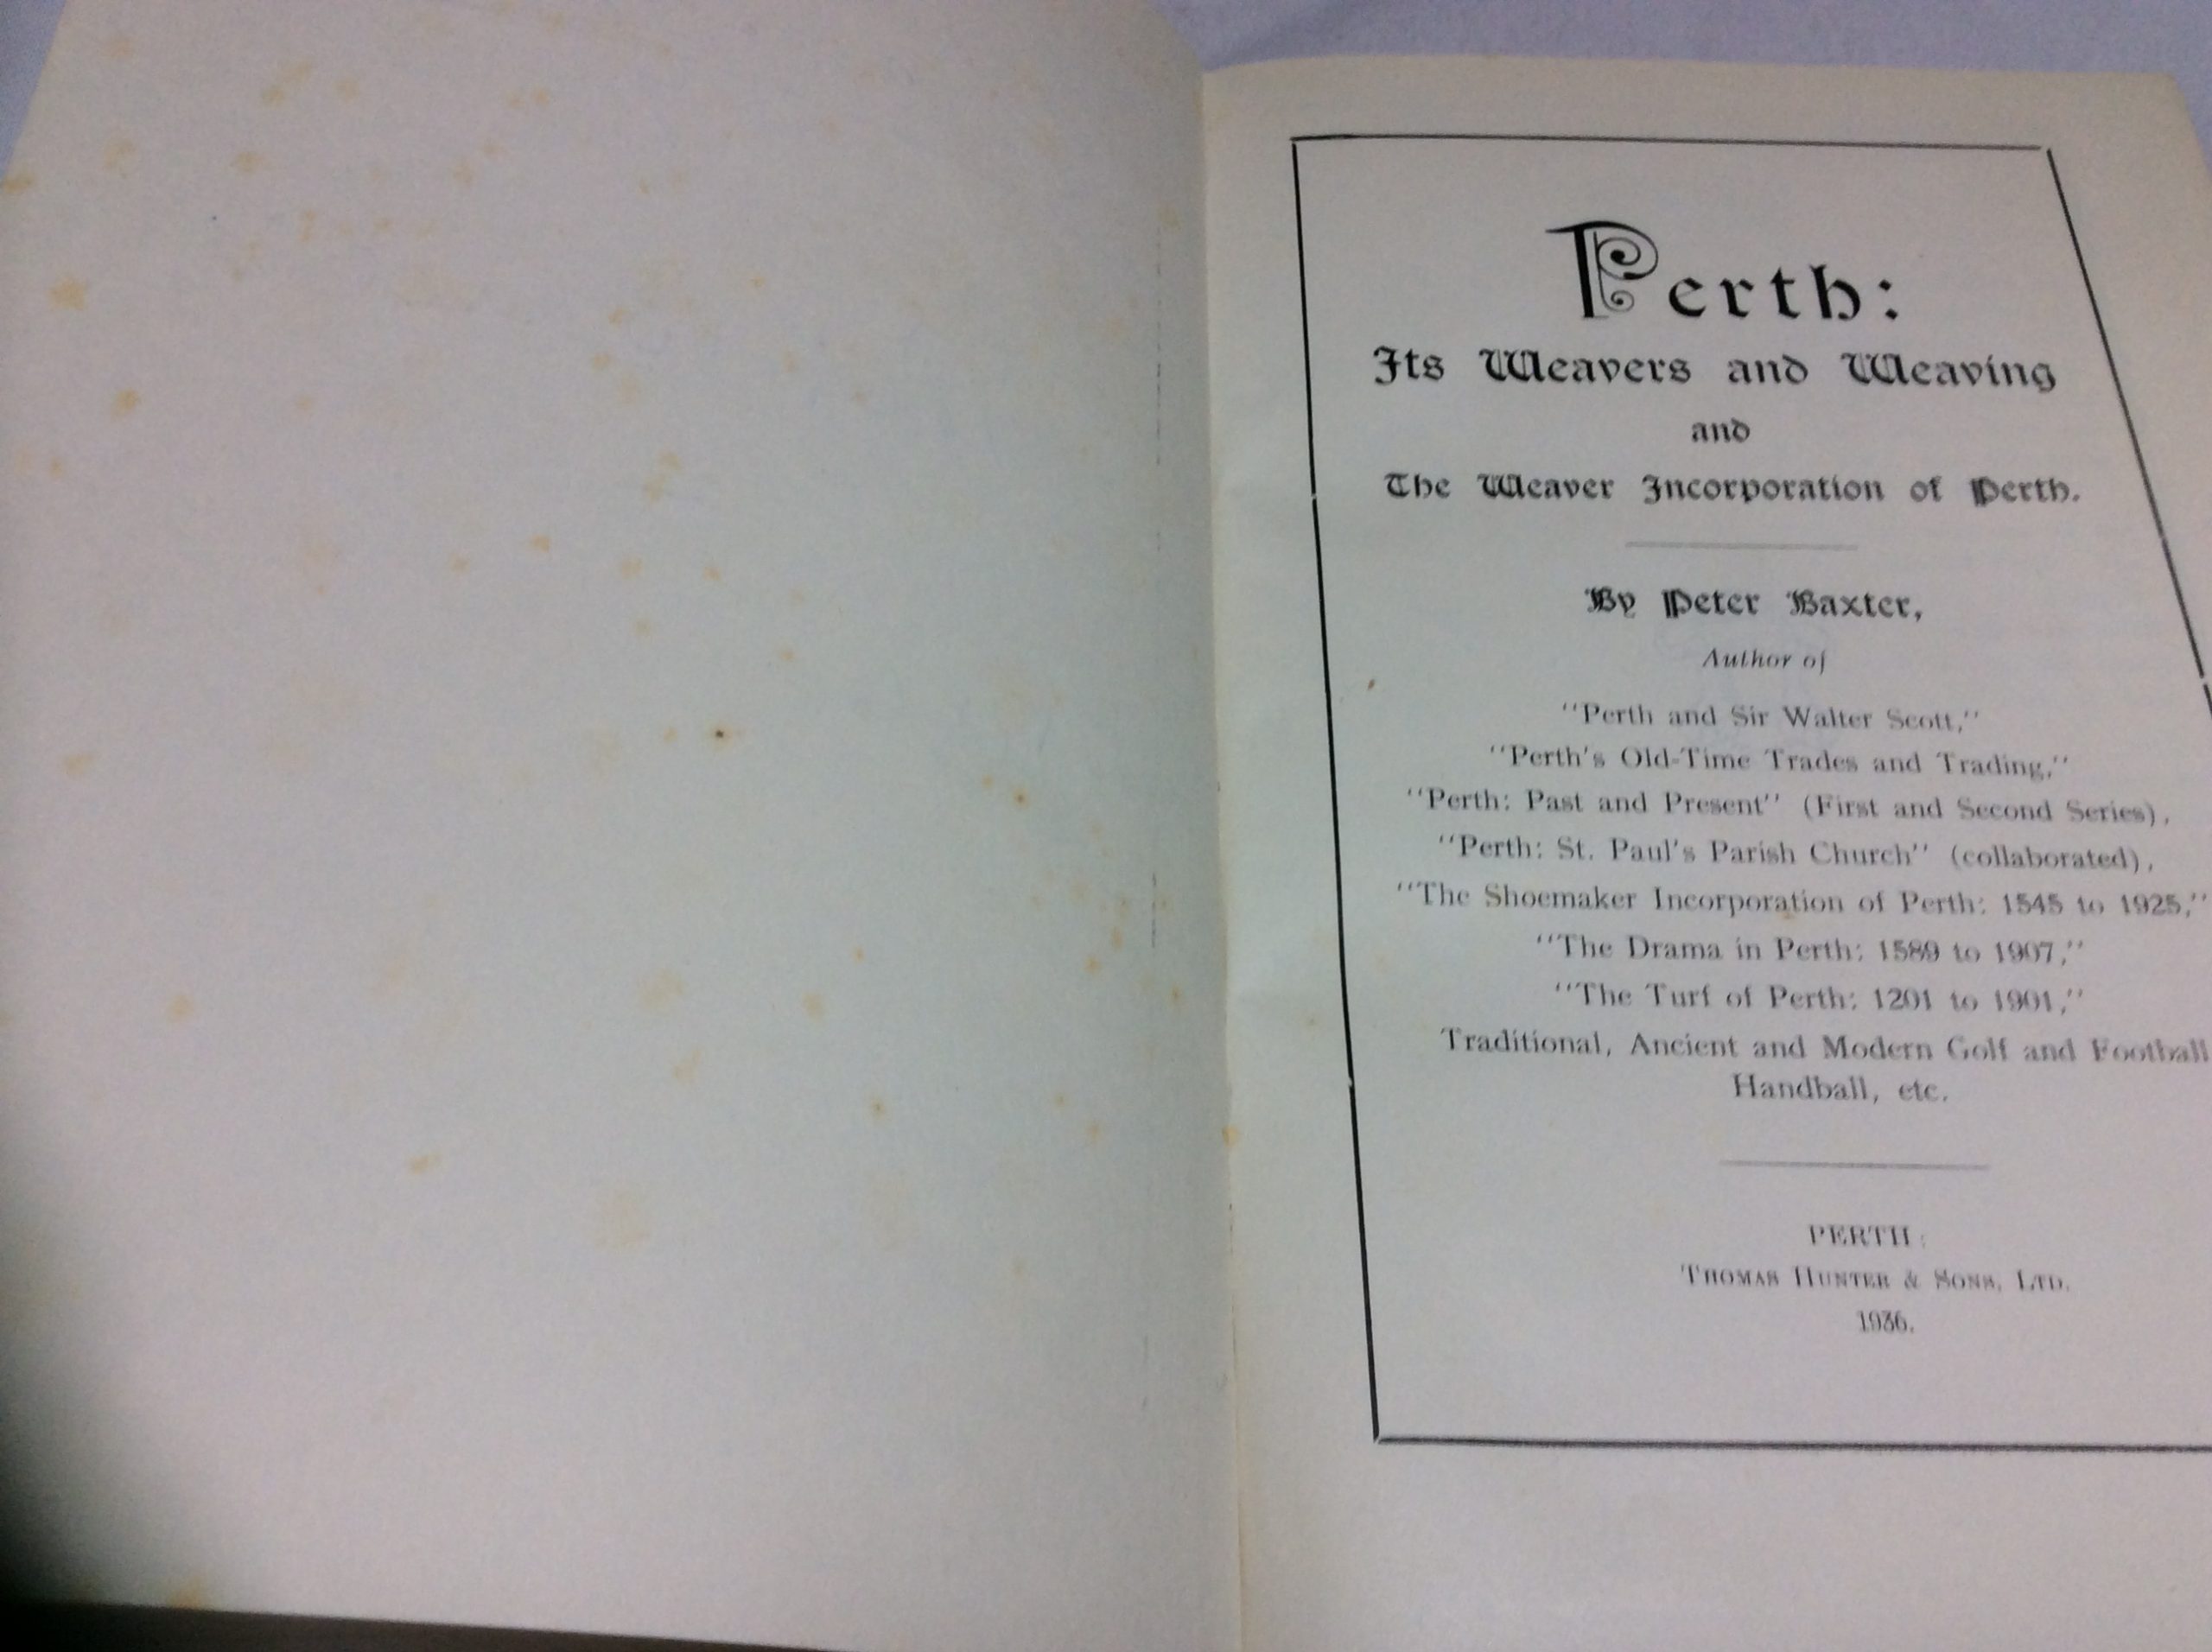 Perth:
Its Weavers and Weaving
and
The Weaver Incorporation of Perth.
By Peter Baxter,
Author of
"Perth and Sir Walter Scott,"
"Perth's Old-Time Trades and Trading,"
"Perth: Past and Present" (First and Second Series),
"Perth: St. Paul's Parish Church" (collaborated),
"The Shoemaker Incorporation of Perth: 1545 to 1925,"
"The Drama in Perth: 1589 to 1907,"
"The Turf of Perth: 1201 to 1901,"
Traditional, Ancient and Modern Golf and Football
Handball, etc.
PERTH:
THOMAS HUNTER & SONS, LTD.
1936.